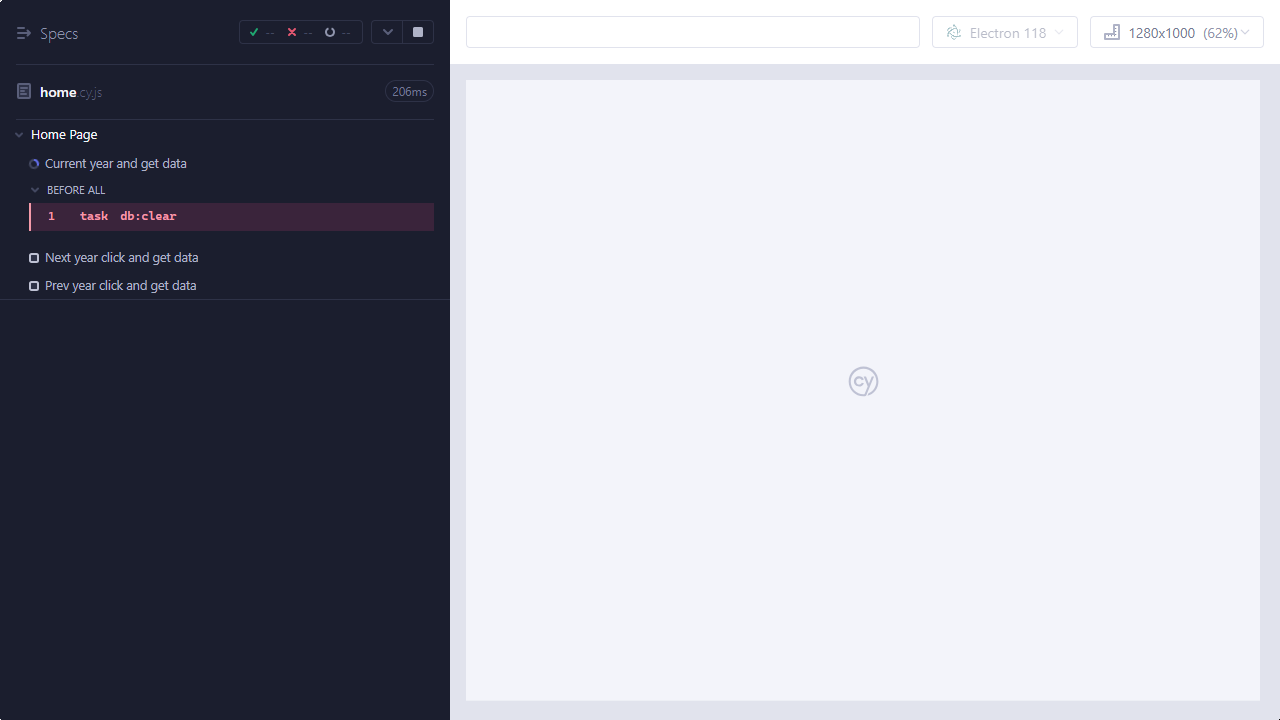 Specs
-- -- --
Electron 118
1280x1000 (62%)
home.cy.js
206ms
Home Page
Current year and get data
BEFORE ALL
1 task db:clear
Next year click and get data
Prev year click and get data
cy